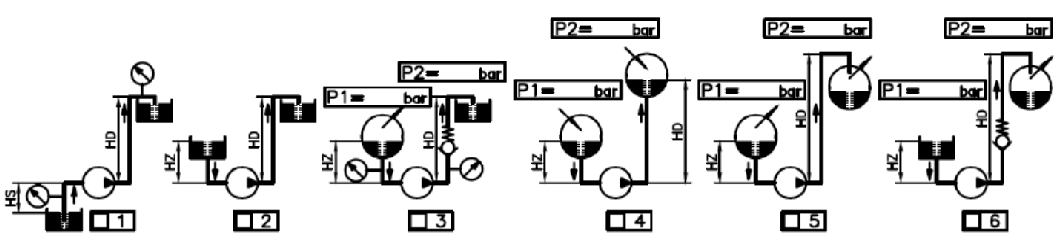 P2= bar
P2= bar
P2= bar
P2= bar
P1= bar
P1= bar
P1= bar
P1= bar
HD
HD
HD
HD
HD
HD
HS
HZ
HZ
HZ
HZ
HZ
1
2
3
4
5
6